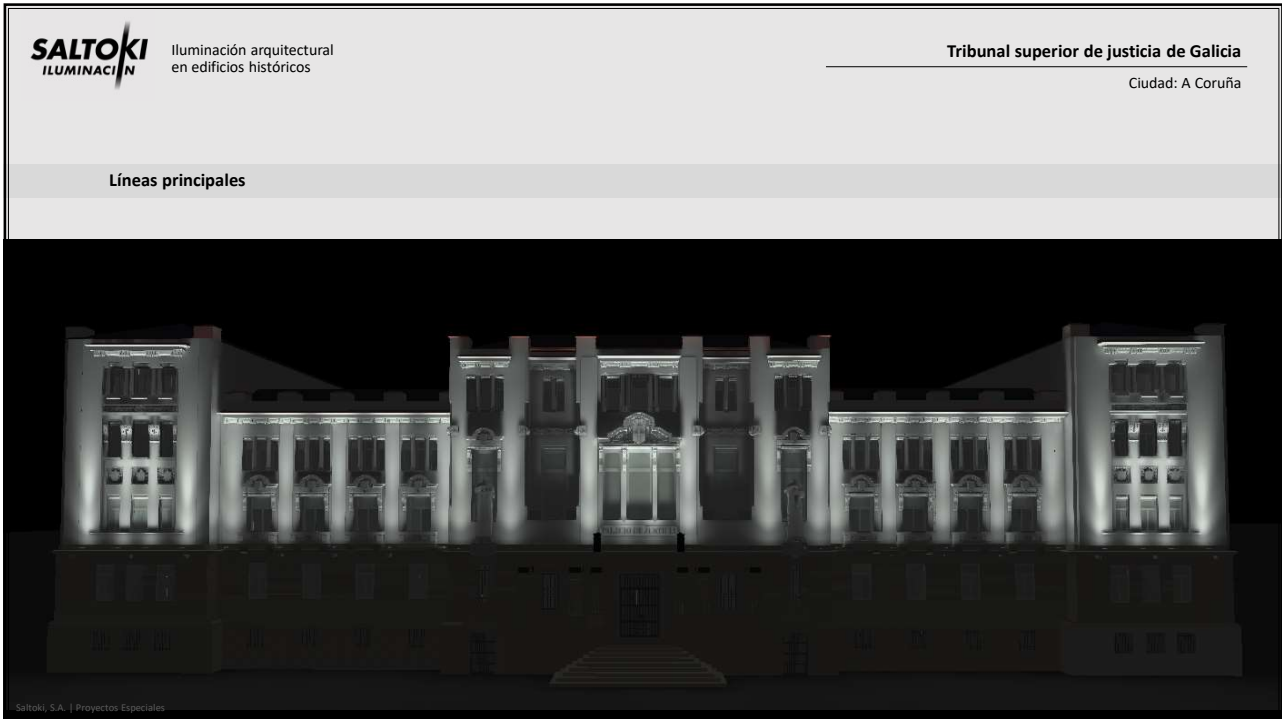 SALTOKI
ILUMINACIÓN
Iluminación arquitectural
en edificios históricos
Tribunal superior de justicia de Galicia
Ciudad: A Coruña
Líneas principales
Saltoki, S.A. | Proyectos Especiales